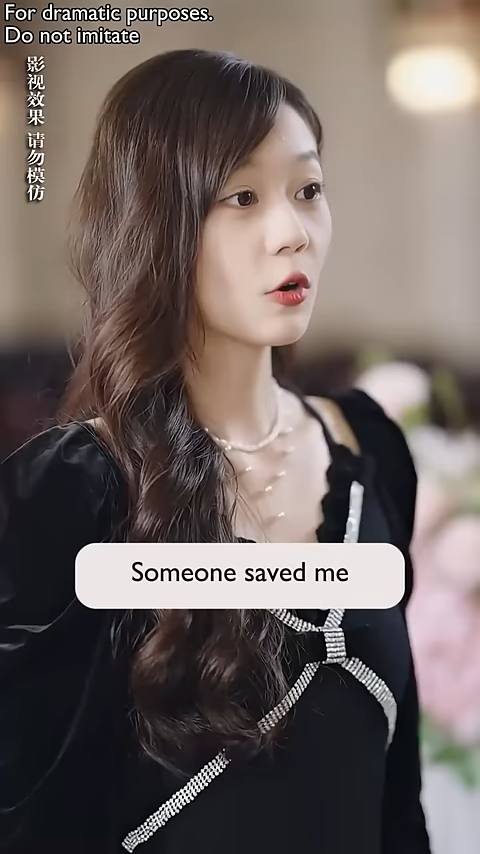 For dramatic purposes.
Do not imitate
影视效果 请勿模仿
Someone saved me